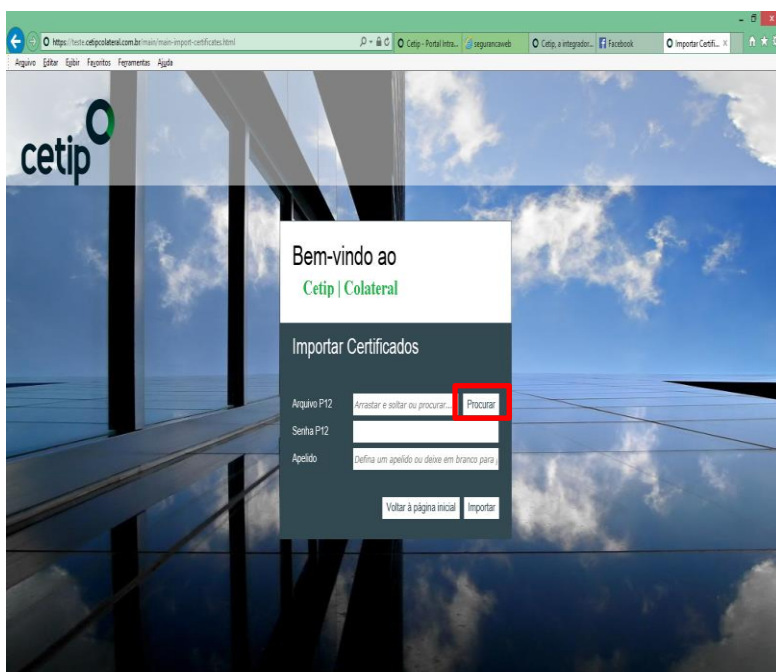 https://teste.cetipcolateral.com.br/main/main-import-certificates.html
Cetip - Portal Intra...
segurancaweb
Cetip, a integrador...
Facebook
Importar Certifi...
Arquivo Editar Exibir Favoritos Ferramentas Ajuda
cetip
Bem-vindo ao
Cetip | Colateral
Importar Certificados
Arquivo P12 Arrastar e soltar ou procurar... Procurar
Senha P12
Apelido Defina um apelido ou deixe em branco para
Voltar à página inicial Importar